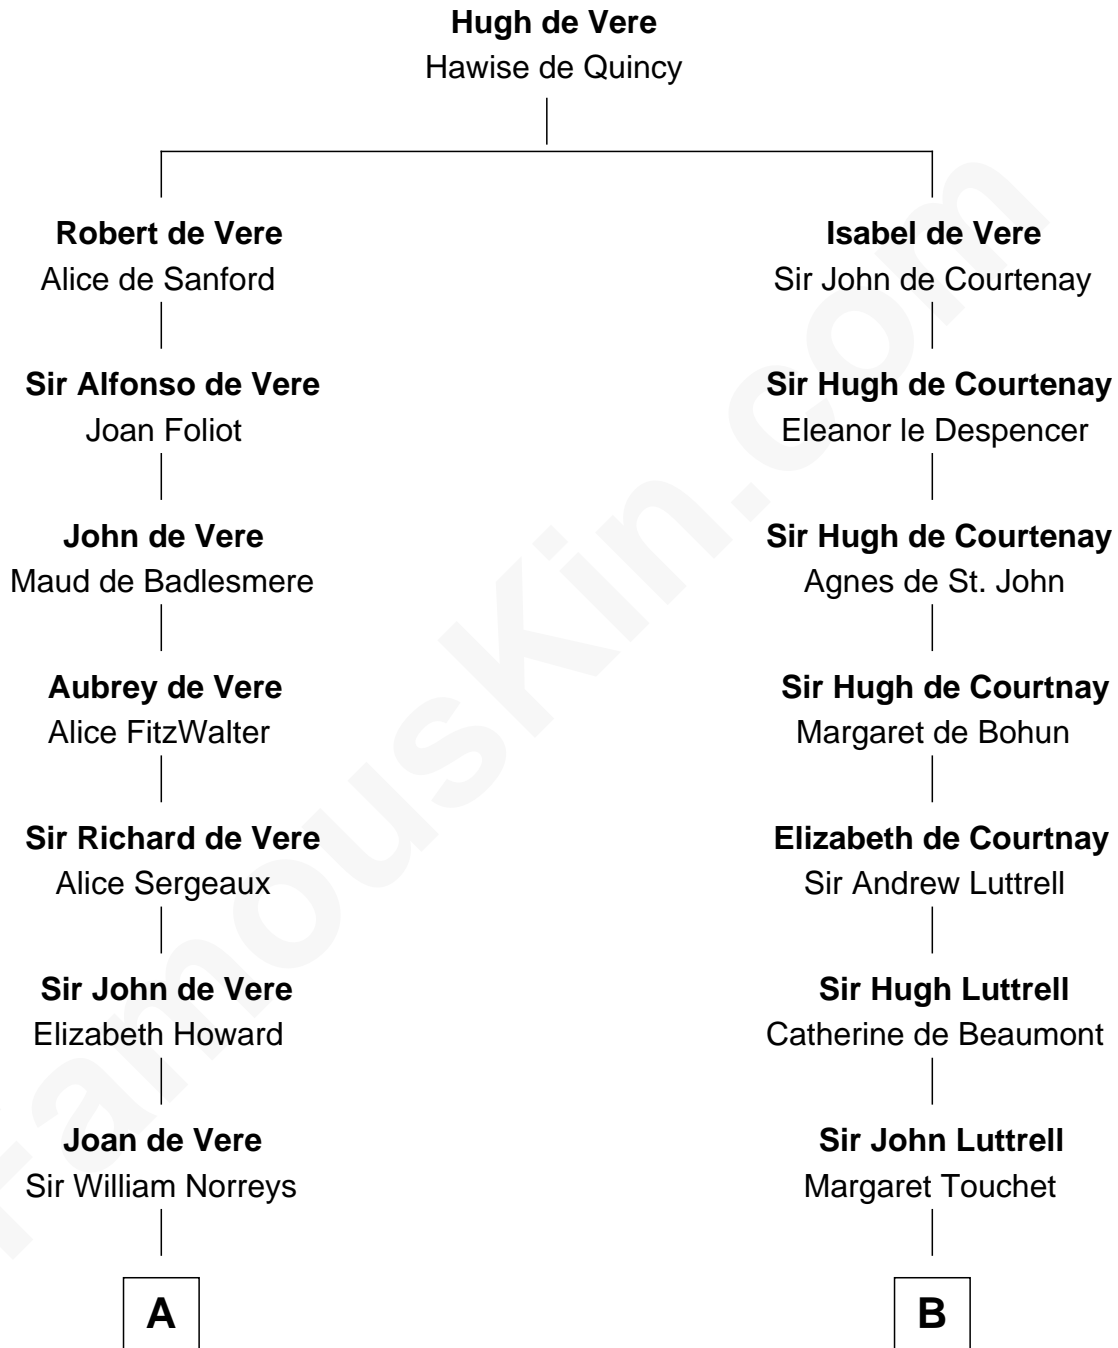 Hugh de Vere
Hawise de Quincy
Robert de Vere
Alice de Sanford
Isabel de Vere
Sir John de Courtenay
Sir Alfonso de Vere
Joan Foliot
Sir Hugh de Courtenay
Eleanor le Despencer
John de Vere
Maud de Badlesmere
Sir Hugh de Courtenay
Agnes de St. John
Aubrey de Vere
Alice FitzWalter
Sir Hugh de Courtnay
Margaret de Bohun
Sir Richard de Vere
Alice Sergeaux
Elizabeth de Courtnay
Sir Andrew Luttrell
Sir John de Vere
Elizabeth Howard
Sir Hugh Luttrell
Catherine de Beaumont
Joan de Vere
Sir William Norreys
Sir John Luttrell
Margaret Touchet
A
B
FamousKin.com